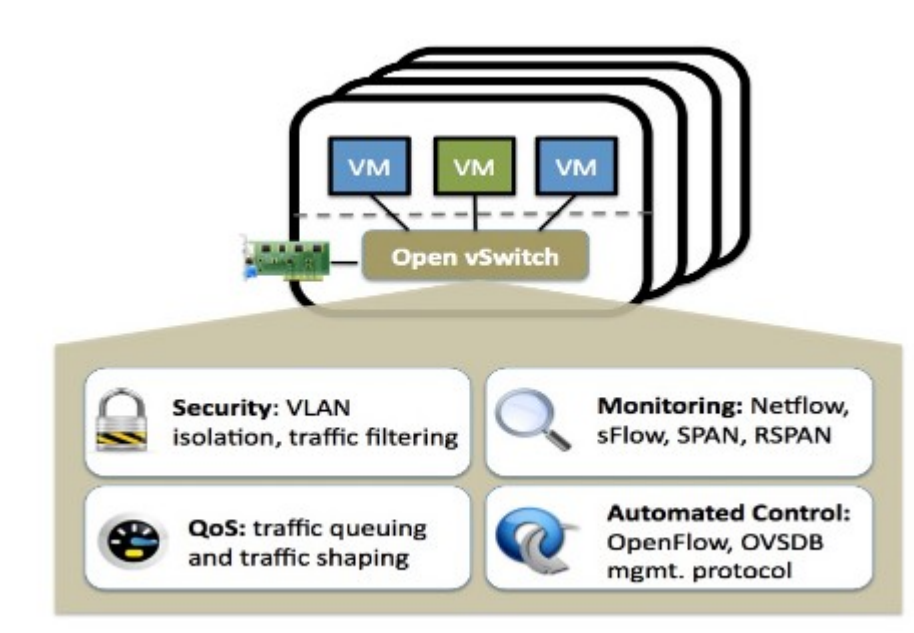 VM VM VM
Open vSwitch
Security: VLAN
isolation, traffic filtering
Monitoring: Netflow,
sFlow, SPAN, RSPAN
QoS: traffic queuing
and traffic shaping
Automated Control:
OpenFlow, OVSDB
mgmt. protocol